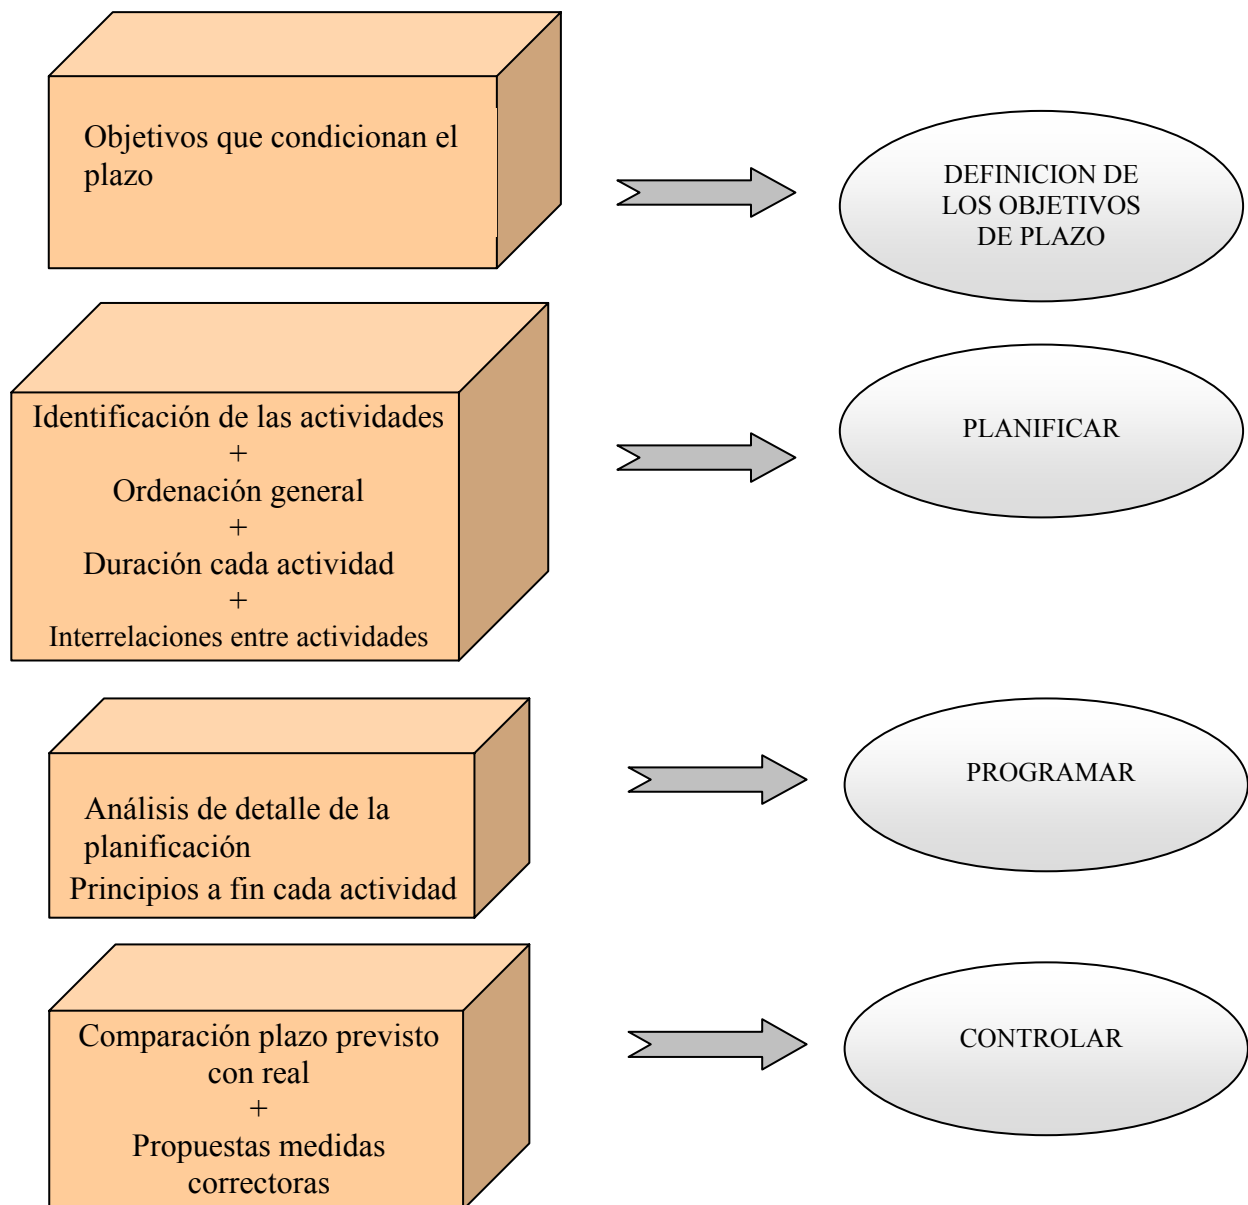 Objetivos que condicionan el
plazo
DEFINICION DE
LOS OBJETIVOS
DE PLAZO
Identificación de las actividades
+
Ordenación general
+
Duración cada actividad
+
Interrelaciones entre actividades
PLANIFICAR
Análisis de detalle de la
planificación
Principios a fin cada actividad
PROGRAMAR
Comparación plazo previsto
con real
+
Propuestas medidas
correctoras
CONTROLAR